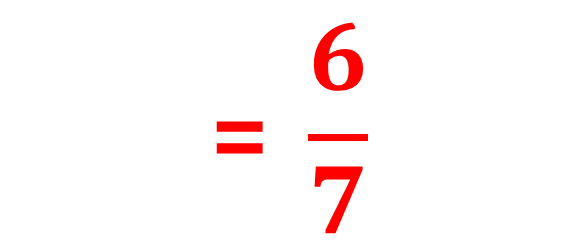 = 6/7